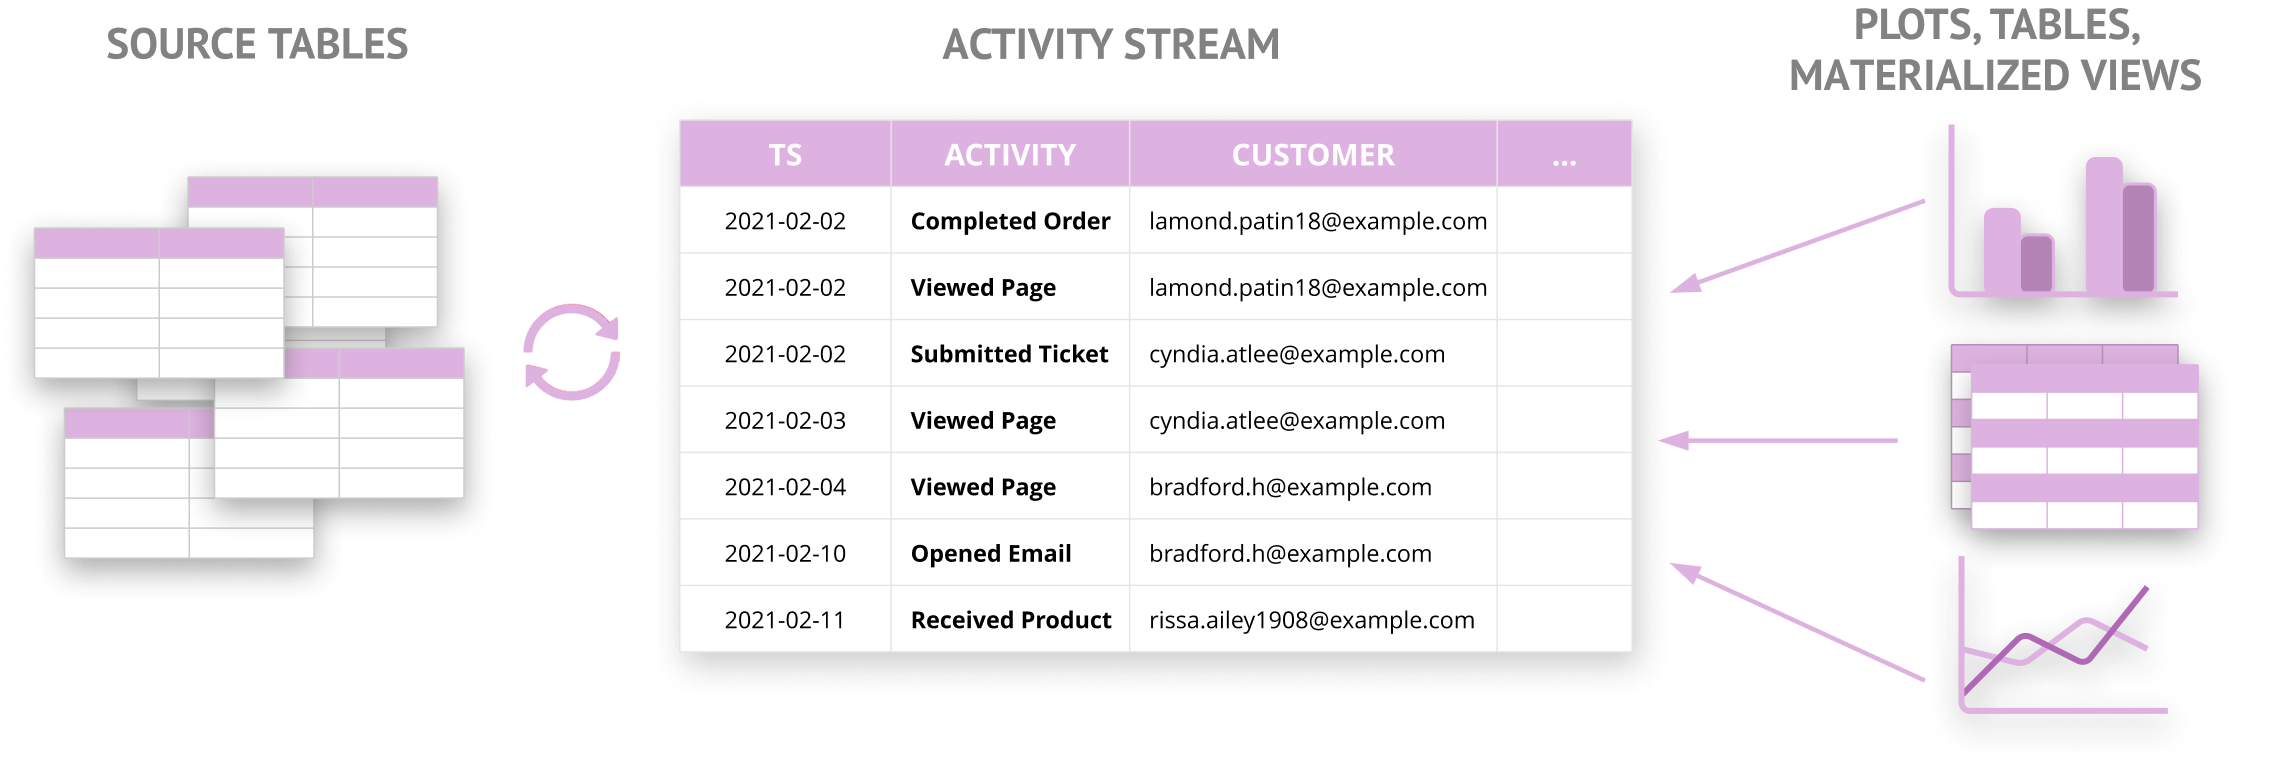 SOURCE TABLES
ACTIVITY STREAM
PLOTS, TABLES,
MATERIALIZED VIEWS
TS ACTIVITY CUSTOMER ...
2021-02-02 Completed Order lamond.patin18@example.com
2021-02-02 Viewed Page lamond.patin18@example.com
2021-02-02 Submitted Ticket cyndia.atlee@example.com
2021-02-03 Viewed Page cyndia.atlee@example.com
2021-02-04 Viewed Page bradford.h@example.com
2021-02-10 Opened Email bradford.h@example.com
2021-02-11 Received Product rissa.ailey1908@example.com